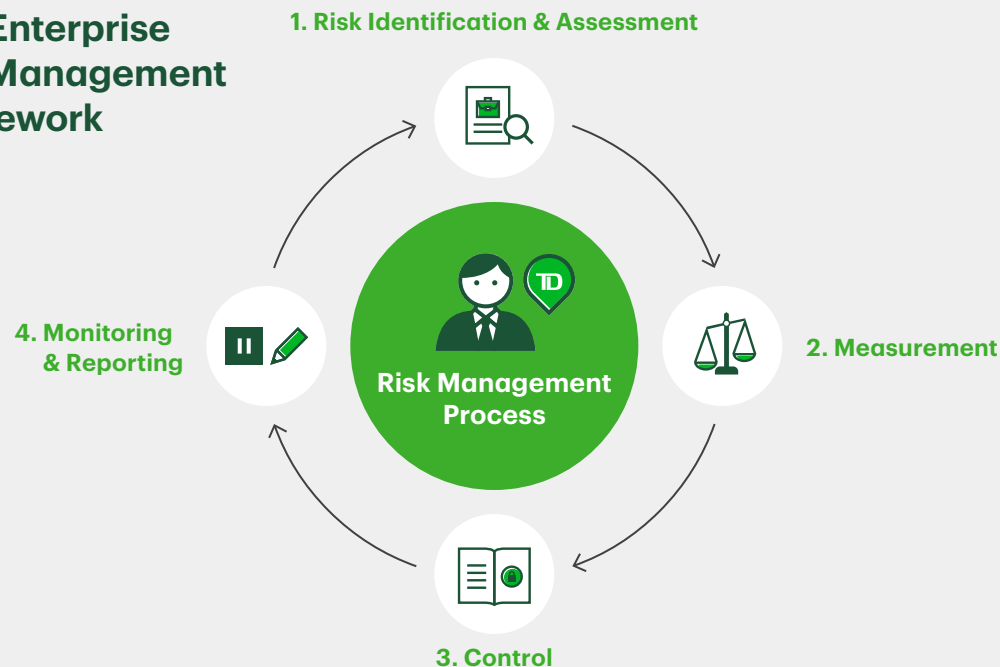 Enterprise
Management
ework
1. Risk Identification & Assessment
TD
Risk Management
Process
2. Measurement
3. Control
4. Monitoring
& Reporting